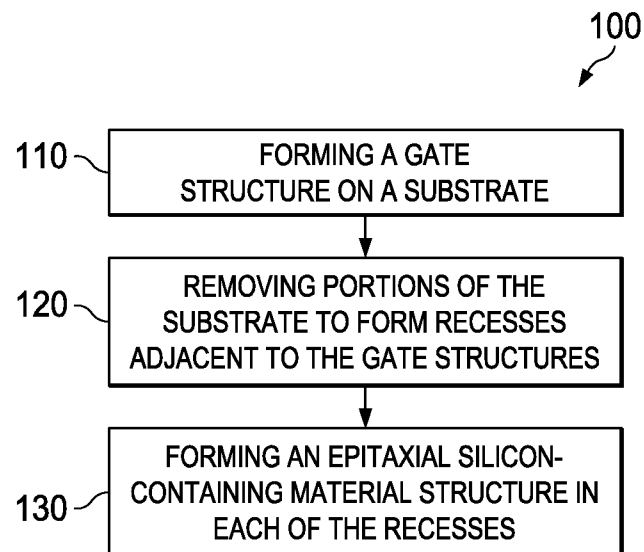 100
110
FORMING A GATE
STRUCTURE ON A SUBSTRATE
120
REMOVING PORTIONS OF THE
SUBSTRATE TO FORM RECESSES
ADJACENT TO THE GATE STRUCTURES
130
FORMING AN EPITAXIAL SILICON-
CONTAINING MATERIAL STRUCTURE IN
EACH OF THE RECESSES